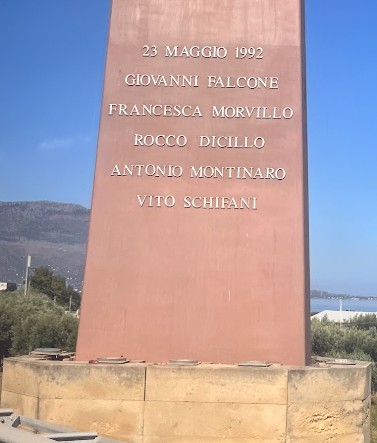 23 MAGGIO 1992
GIOVANNI FALCONE
FRANCESCA MORVILLO
ROCCO DICILLO
ANTONIO MONTINARO
VITO SCHIFANI